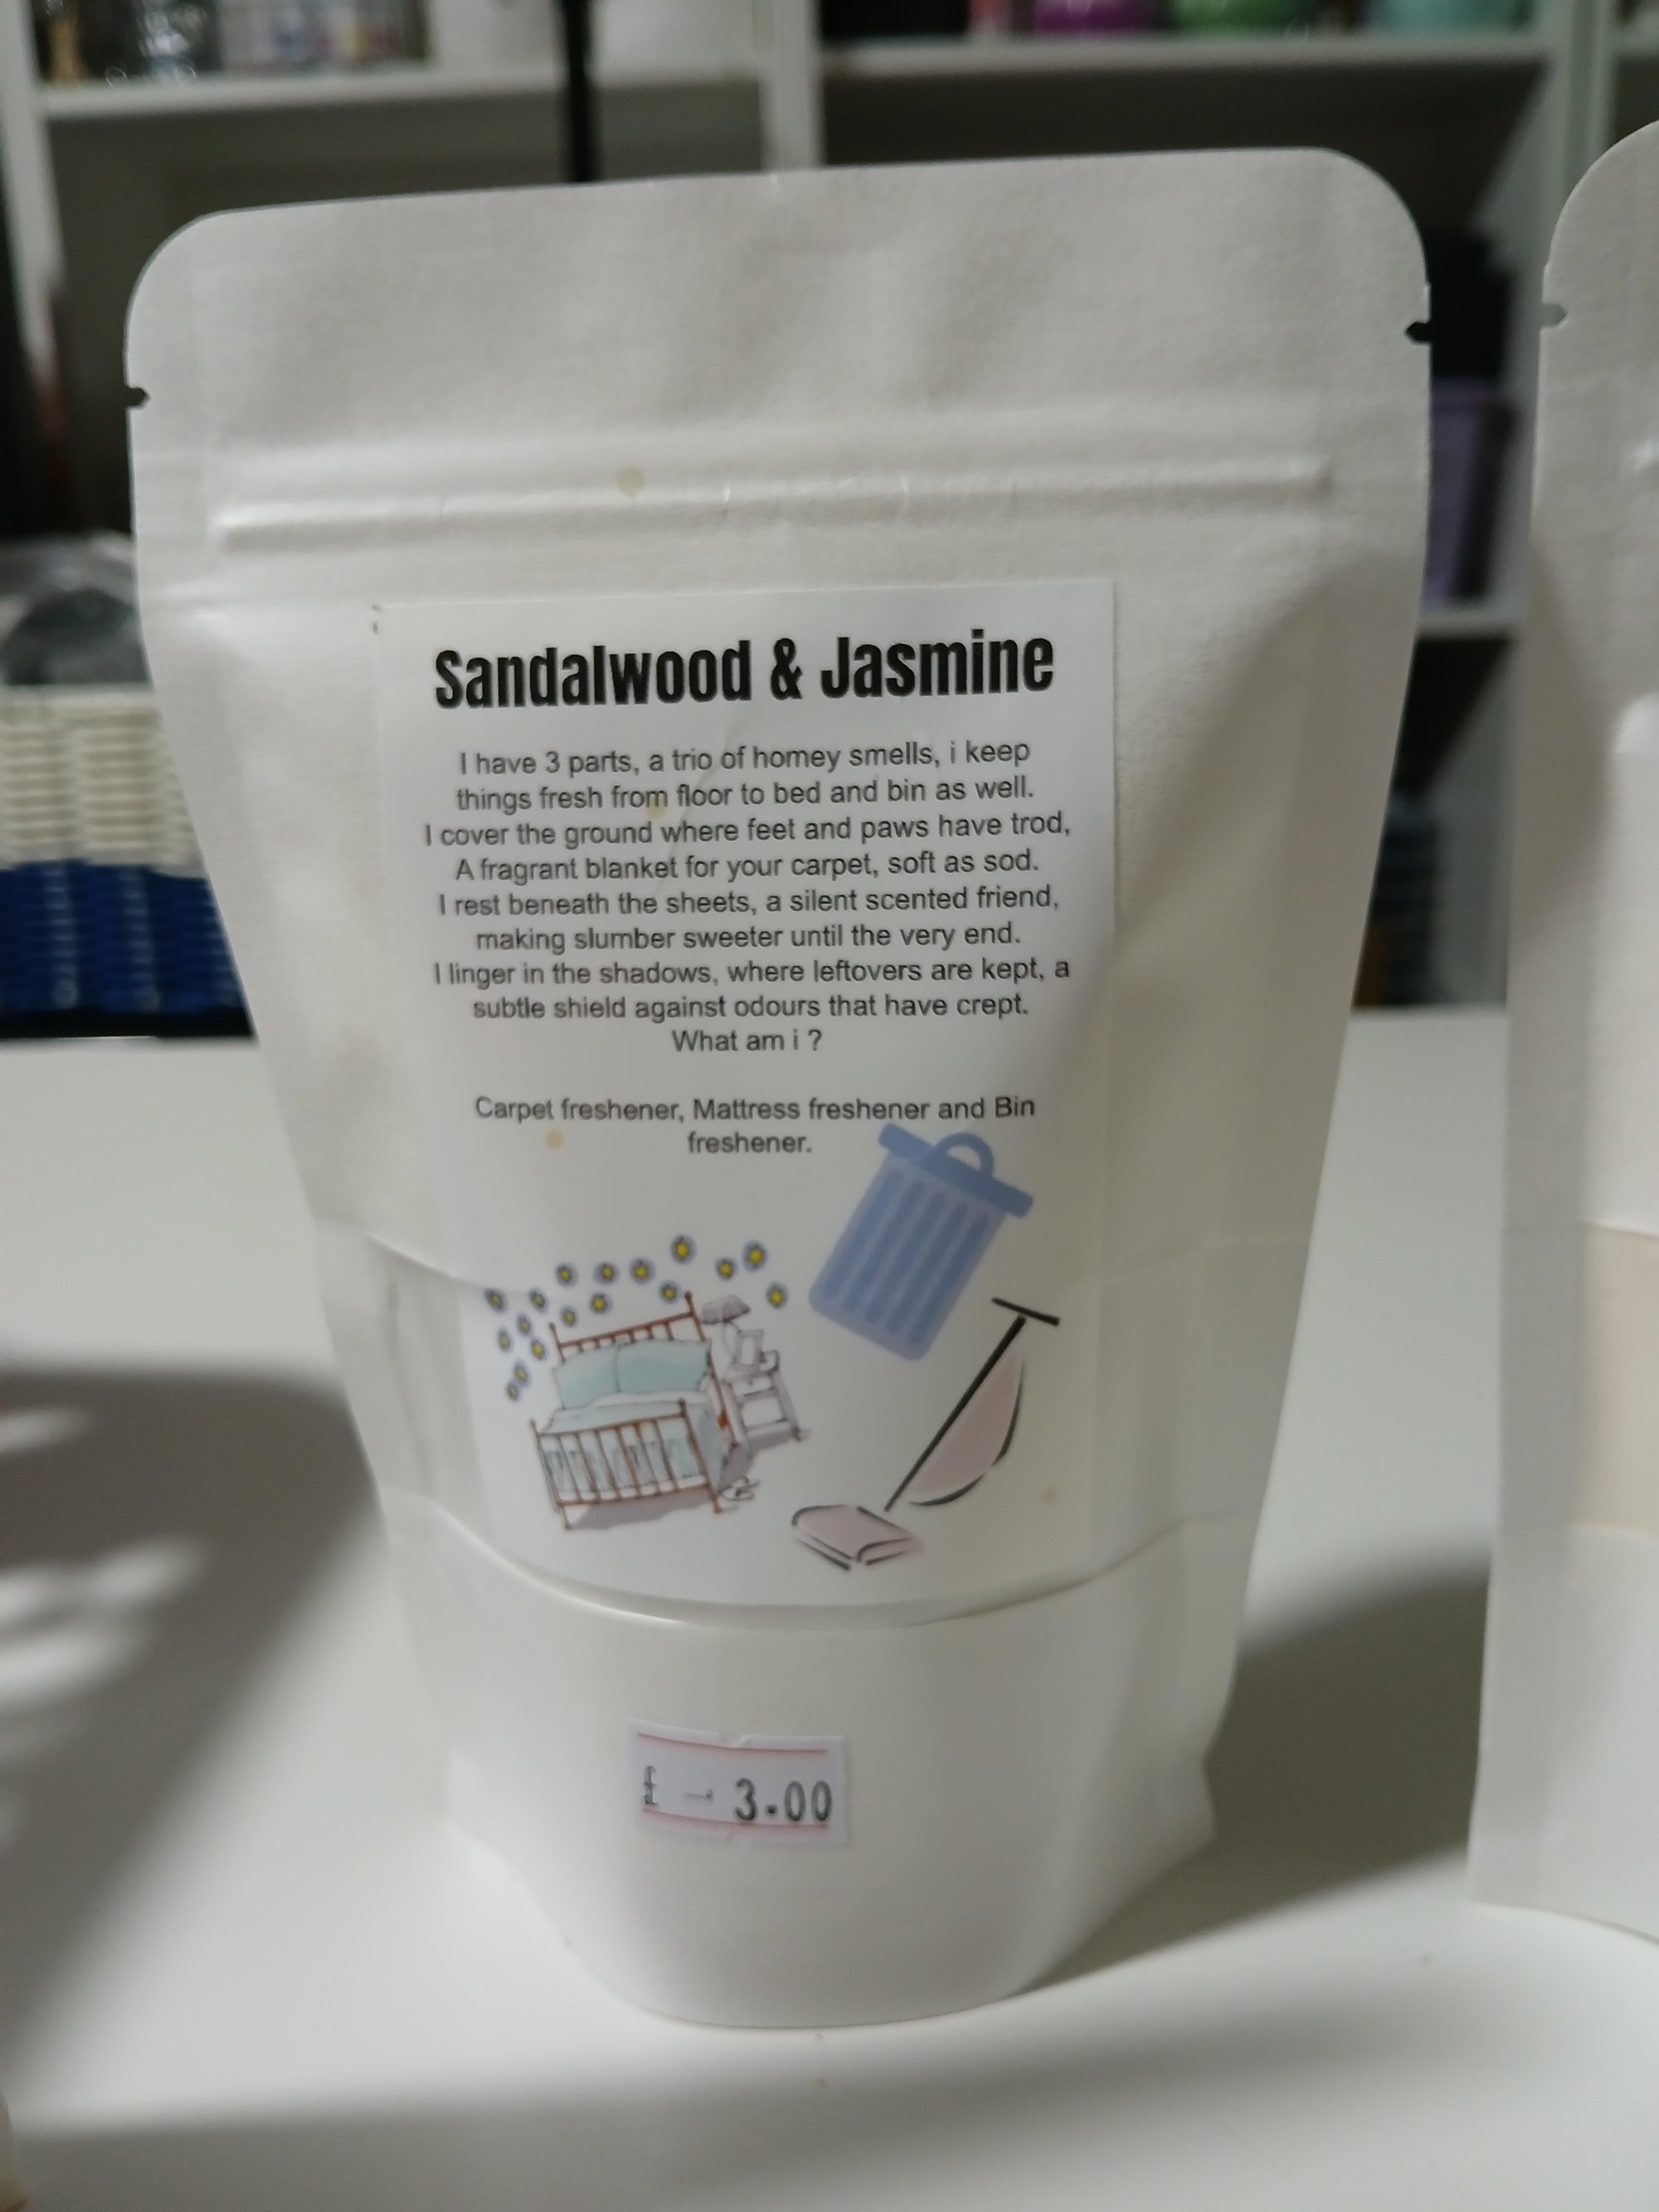 Sandalwood & Jasmine
I have 3 parts, a trio of homey smells, i keep
things fresh from floor to bed and bin as well.
I cover the ground where feet and paws have trod,
A fragrant blanket for your carpet, soft as sod.
I rest beneath the sheets, a silent scented friend,
making slumber sweeter until the very end.
I linger in the shadows, where leftovers are kept, a
subtle shield against odours that have crept.
What am i ?
Carpet freshener, Mattress freshener and Bin
freshener.
£ - 3.00